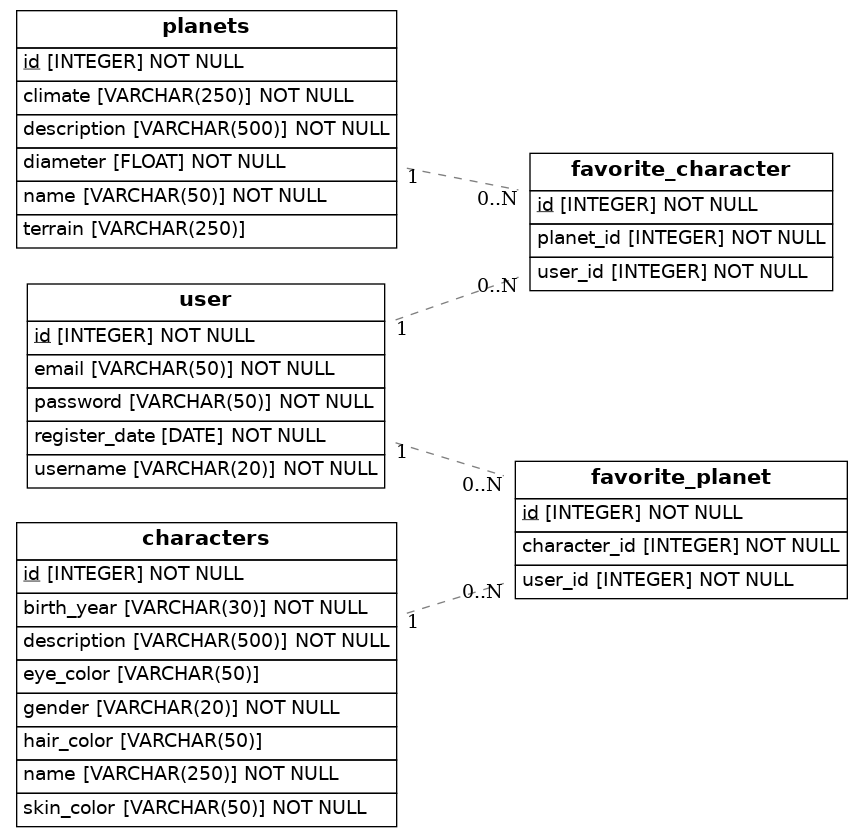 planets
id [INTEGER] NOT NULL
climate [VARCHAR(250)] NOT NULL
description [VARCHAR(500)] NOT NULL
diameter [FLOAT] NOT NULL
name [VARCHAR(50)] NOT NULL
terrain [VARCHAR(250)]
1
0..N
favorite_character
id [INTEGER] NOT NULL
planet_id [INTEGER] NOT NULL
user_id [INTEGER] NOT NULL
0..N
1
user
id [INTEGER] NOT NULL
email [VARCHAR(50)] NOT NULL
password [VARCHAR(50)] NOT NULL
register_date [DATE] NOT NULL
username [VARCHAR(20)] NOT NULL
1
0..N
favorite_planet
id [INTEGER] NOT NULL
character_id [INTEGER] NOT NULL
user_id [INTEGER] NOT NULL
0..N
1
characters
id [INTEGER] NOT NULL
birth_year [VARCHAR(30)] NOT NULL
description [VARCHAR(500)] NOT NULL
eye_color [VARCHAR(50)]
gender [VARCHAR(20)] NOT NULL
hair_color [VARCHAR(50)]
name [VARCHAR(250)] NOT NULL
skin_color [VARCHAR(50)] NOT NULL